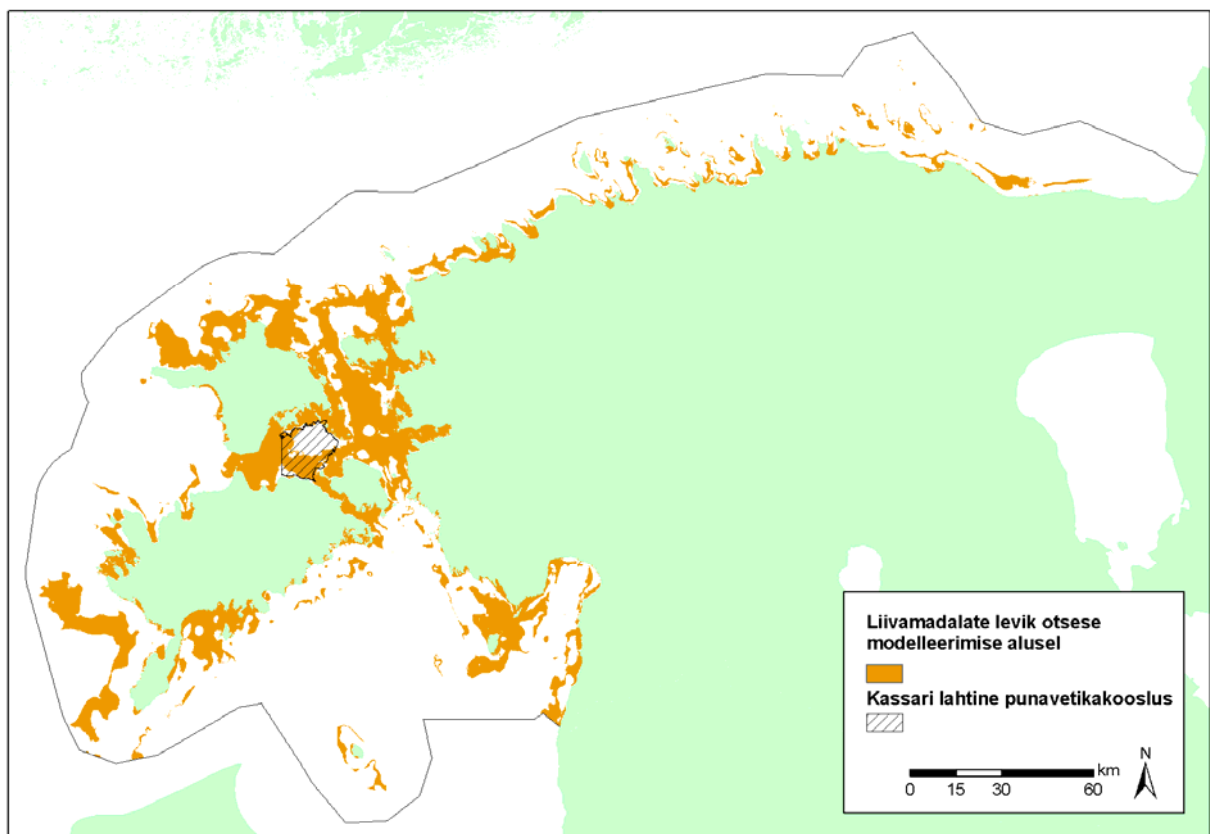 Liivamadalate levik otsese
modelleerimise alusel
Kassari lahtine punavetikakooslus
N
km
0 15 30 60